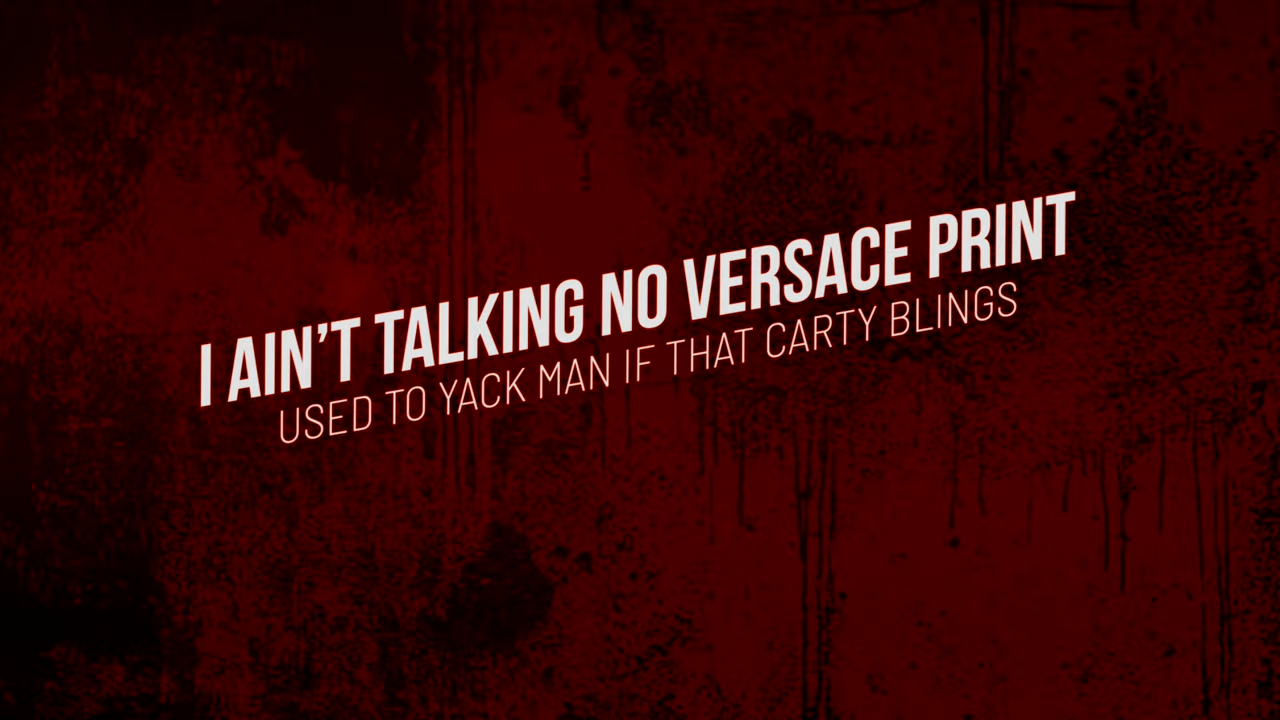 I AIN’T TALKING NO VERSACE PRINT
USED TO YACK MAN IF THAT CARTY BLINGS